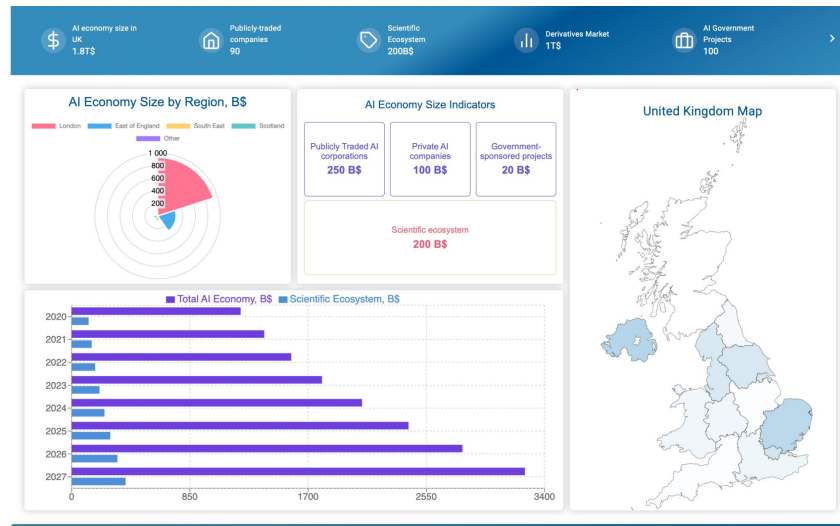 AI economy size in
UK
1.8T$
Publicly-traded
companies
90
Scientific
Ecosystem
200B$
Derivatives Market
1T$
AI Government
Projects
100
AI Economy Size by Region, B$
London
East of England
South East
Scotland
Other
1 000
800
600
400
200
AI Economy Size Indicators
Publicly Traded AI
corporations
250 B$
Private AI
companies
100 B$
Government-
sponsored projects
20 B$
Scientific ecosystem
200 B$
United Kingdom Map
Total AI Economy, B$
Scientific Ecosystem, B$
2020
2021
2022
2023
2024
2025
2026
2027
0
850
1700
2550
3400